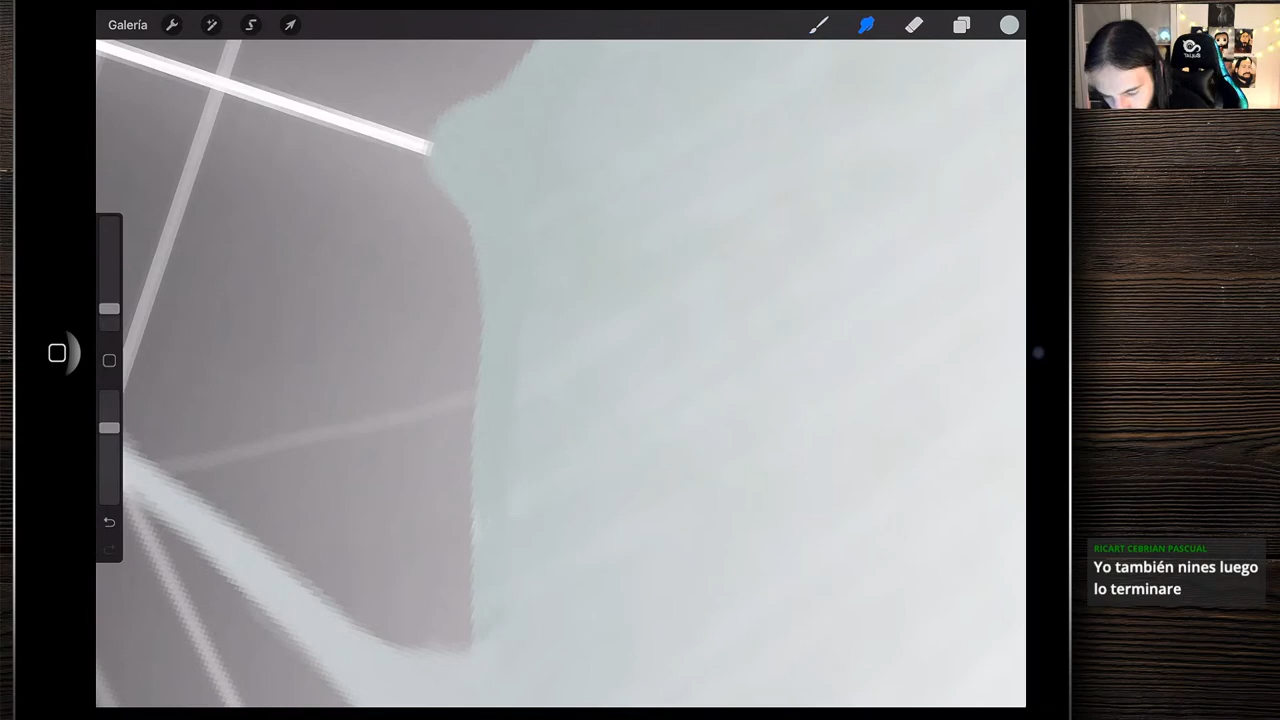 Galería
RICART CEBRIAN PASCUAL
Yo también nines luego
lo terminare